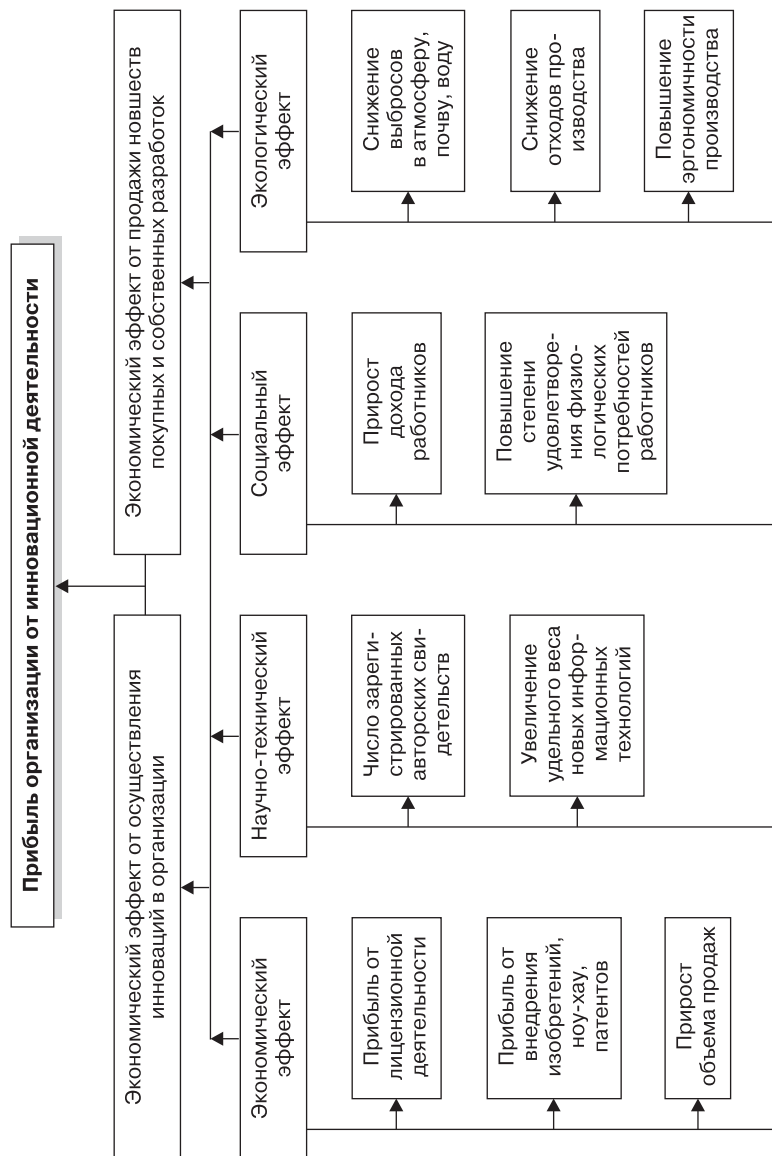 Прибыль организации от инновационной деятельности
Экономический эффект от осуществления
инноваций в организации
Экономический эффект от продажи новшеств
покупных и собственных разработок
Экономический
эффект
Научно-технический
эффект
Социальный
эффект
Экологический
эффект
Прибыль от
лицензионной
деятельности
Прибыль от
внедрения
изобретений,
ноу-хау,
патентов
Прирост
объема продаж
Число зареги-
стрированных
авторских сви-
детельств
Увеличение
удельного веса
новых инфор-
мационных
технологий
Прирост
дохода
работников
Повышение
степени
удовлетворе-
ния физио-
логических
потребностей
работников
Снижение
выбросов
в атмосферу,
почву, воду
Снижение
отходов про-
изводства
Повышение
эргономичности
производства